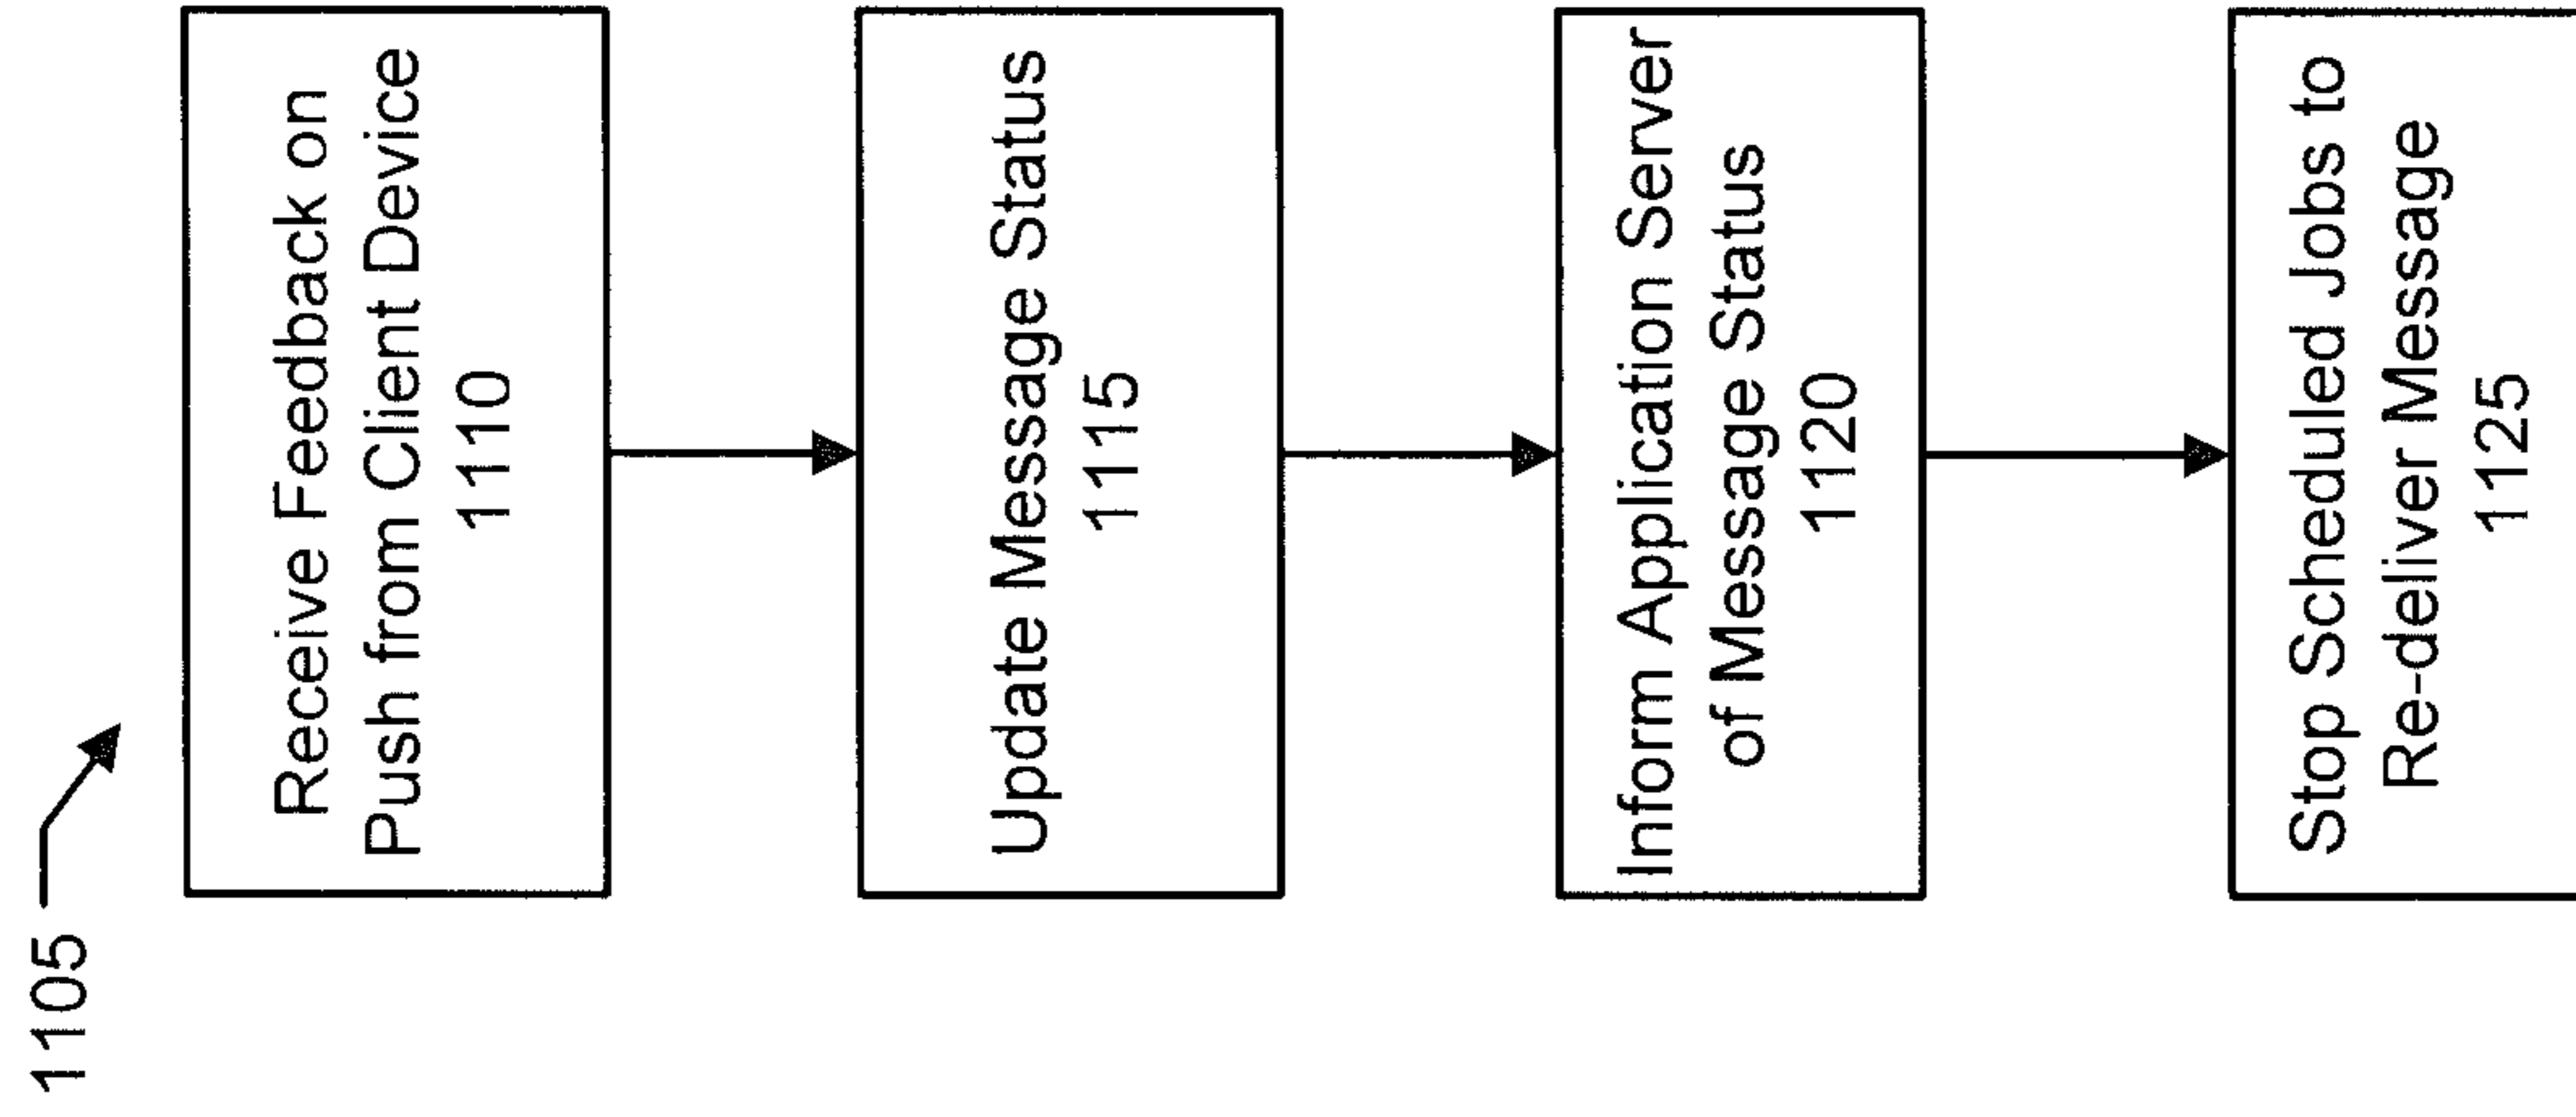 1105
Receive Feedback on
Push from Client Device
1110
Update Message Status
1115
Inform Application Server
of Message Status
1120
Stop Scheduled Jobs to
Re-deliver Message
1125